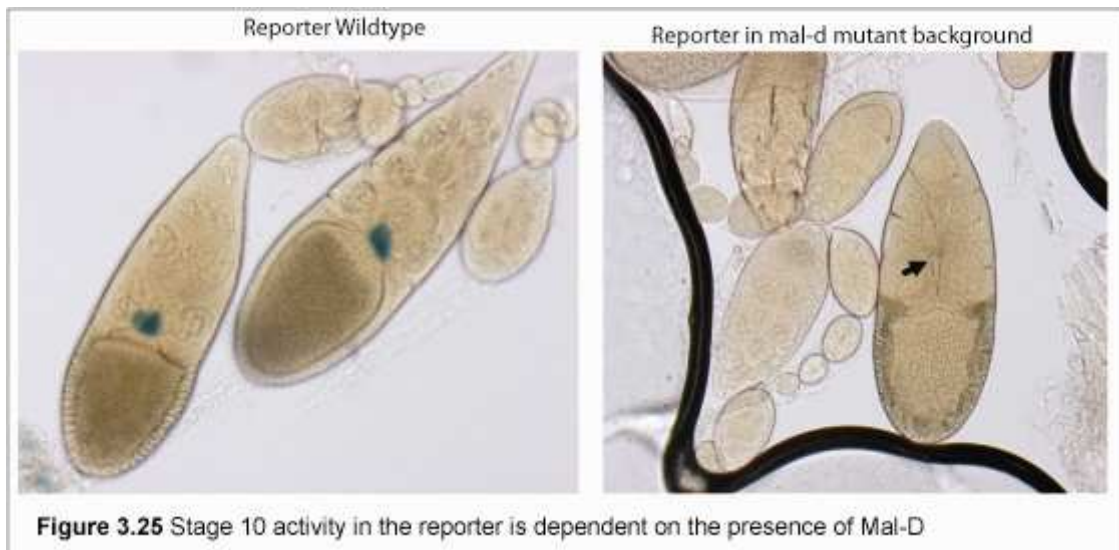 Reporter Wildtype
Reporter in mal-d mutant background
Figure 3.25 Stage 10 activity in the reporter is dependent on the presence of Mal-D